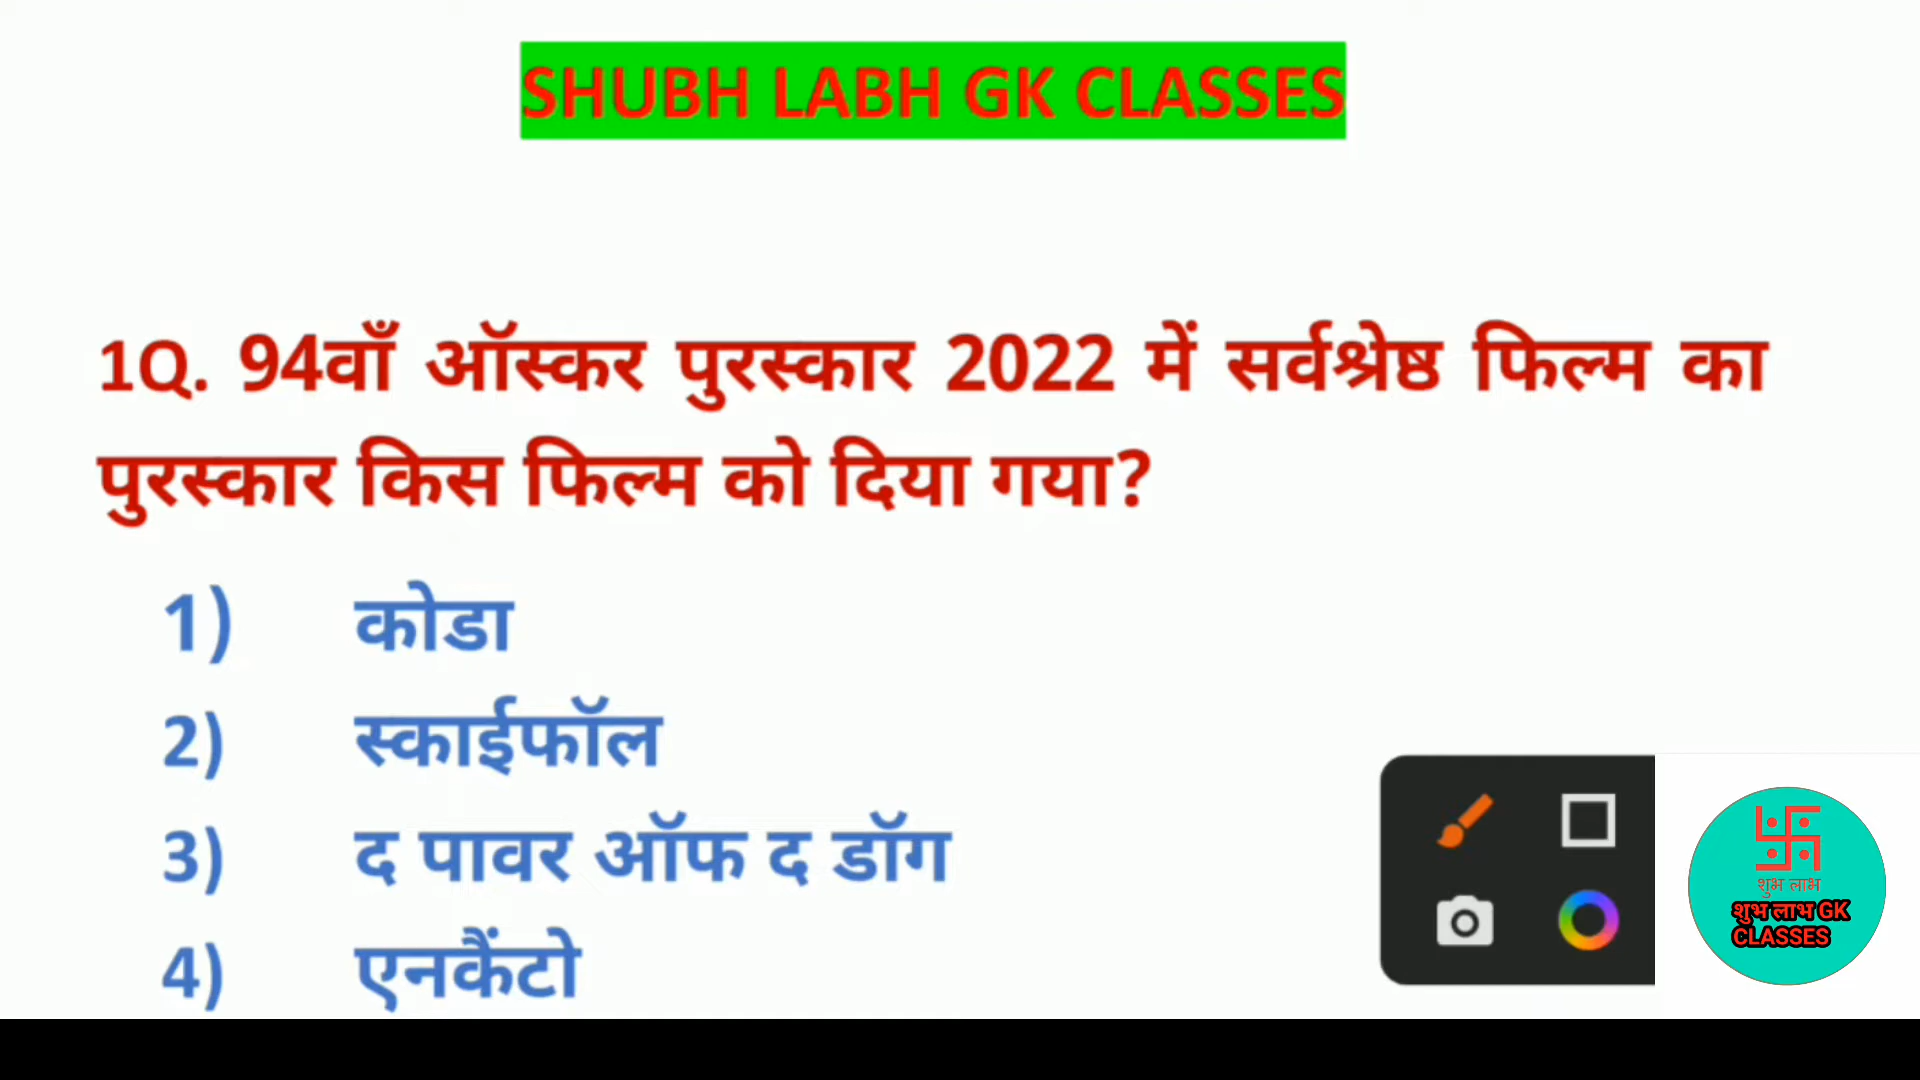 SHUBH LABH GK CLASSES
1Q. 94वाँ ऑस्कर पुरस्कार 2022 में सर्वश्रेष्ठ फिल्म का
पुरस्कार किस फिल्म को दिया गया?
1) कोडा
2) स्काईफॉल
3) द पावर ऑफ द डॉग
4) एनकैंटो
शुभ लाभ
शुभ लाभ GK
CLASSES